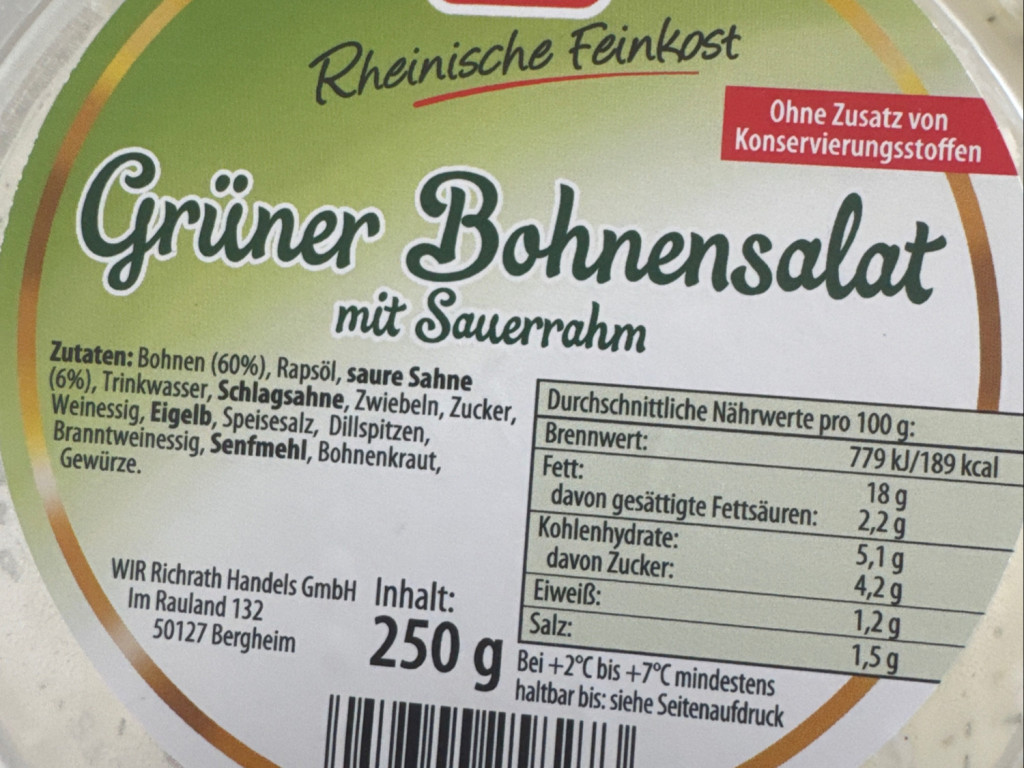 Rheinische Feinkost
Ohne Zusatz von
Konservierungsstoffen
Grüner Bohnensalat
mit Sauerrahm
Zutaten: Bohnen (60%), Rapsöl, saure Sahne
(6%), Trinkwasser, Schlagsahne, Zwiebeln, Zucker,
Weinessig, Eigelb, Speisesalz, Dillspitzen,
Branntweinessig, Senfmehl, Bohnenkraut,
Gewürze.
Durchschnittliche Nährwerte pro 100 g:
Brennwert: 779 kJ/189 kcal
Fett: 18 g
davon gesättigte Fettsäuren: 2,2 g
Kohlenhydrate: 5,1 g
davon Zucker: 4,2 g
Eiweiß: 1,2 g
Salz: 1,5 g
WIR Richrath Handels GmbH
Im Rauland 132
50127 Bergheim
Inhalt:
250 g
Bei +2°C bis +7°C mindestens
haltbar bis: siehe Seitenaufdruck